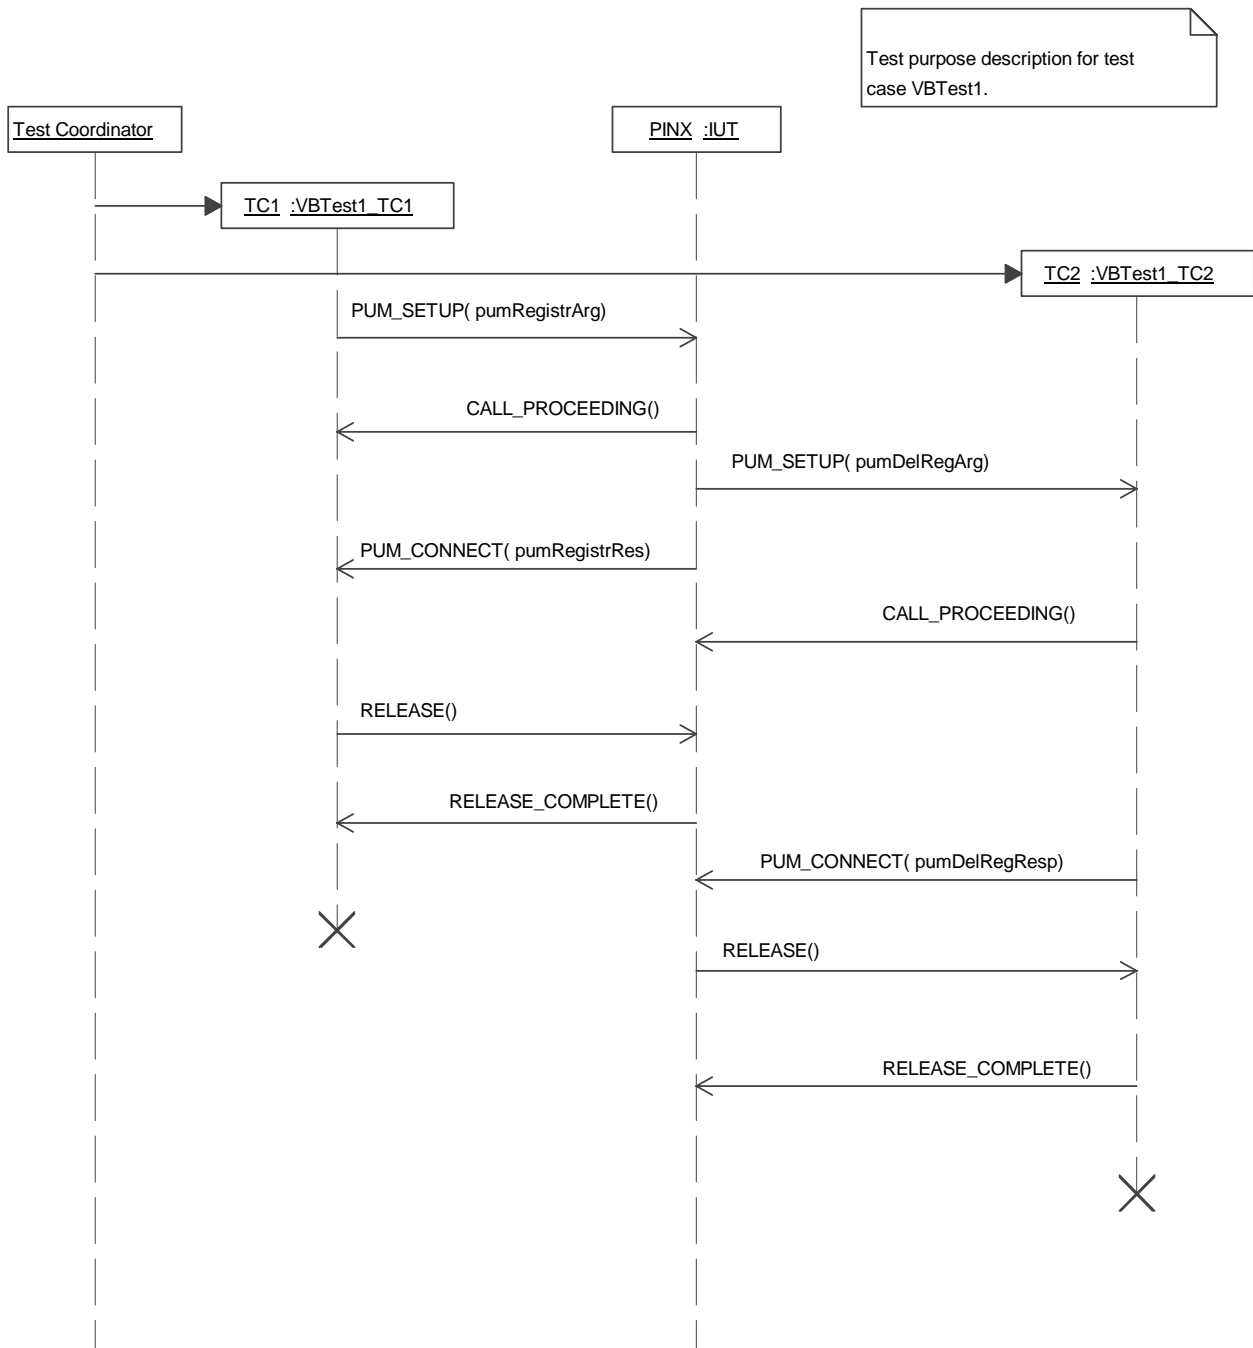 Test purpose description for test
case VBTest1.
Test Coordinator
PINX :IUT
TC1 :VBTest1_TC1
TC2 :VBTest1_TC2
PUM_SETUP( pumRegistrArg)
CALL_PROCEEDING()
PUM_SETUP( pumDelRegArg)
PUM_CONNECT( pumRegistrRes)
CALL_PROCEEDING()
RELEASE()
RELEASE_COMPLETE()
PUM_CONNECT( pumDelRegResp)
RELEASE()
RELEASE_COMPLETE()